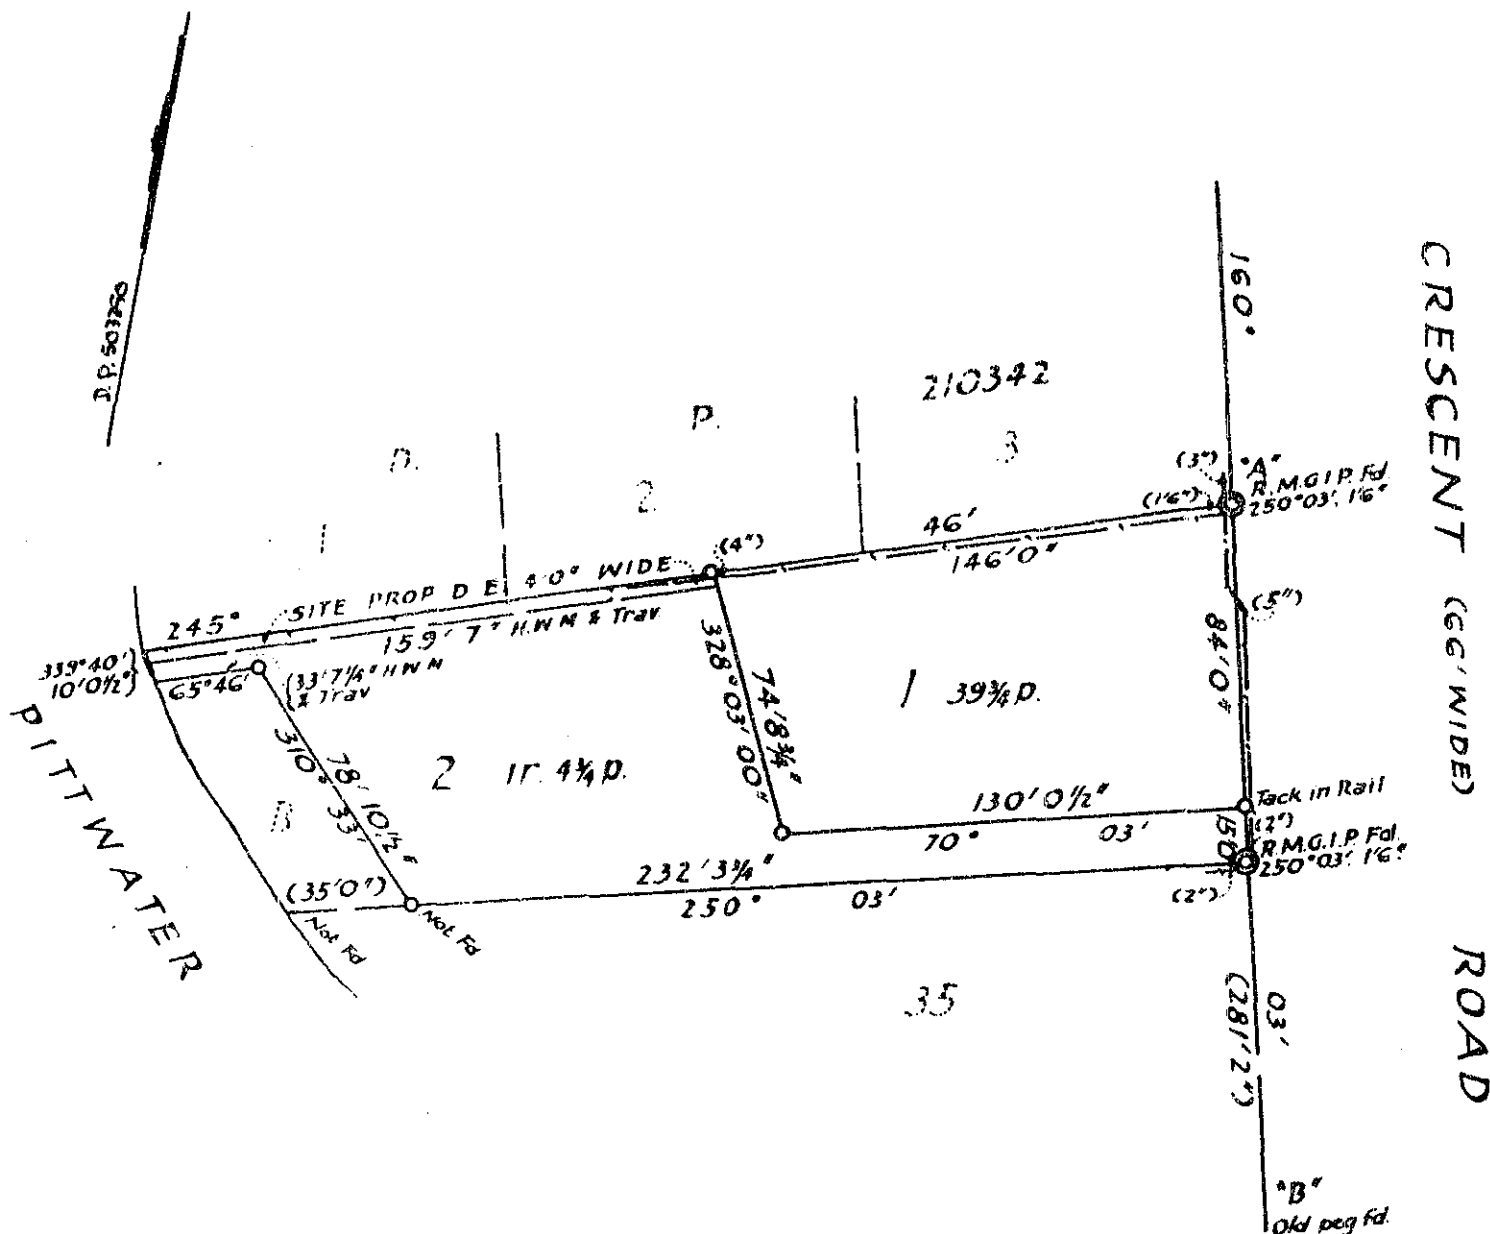 CRESCENT (66' WIDE) ROAD
160°
D.P. 503250
210342
D.
P.
1
2
3
(3") "A"
R.M.G.I.P. Fd.
250°03', 1'6"
(1'6")
46'
146'0"
(4")
SITE PROP D E 4'0" WIDE
245°
159' 7" H.W.M & Trav.
339°40'
10'0½"
65°46'
(33'7¼" H W M
& Trav
328°03'00"
74'8¾"
1 39¾ p.
84'0"
(5")
PITTWATER
310° 33'
78' 10½"
2 1r. 4¾ p.
R
130'0½"
70° 03'
Tack in Rail
15'0"
(2")
R.M.G.I.P. Fd.
250°03', 1'6"
(2")
232'3¾"
250° 03'
(35'0")
Not Fd
Not Fd
35
03'
(281'2")
"B"
Old peg fd.